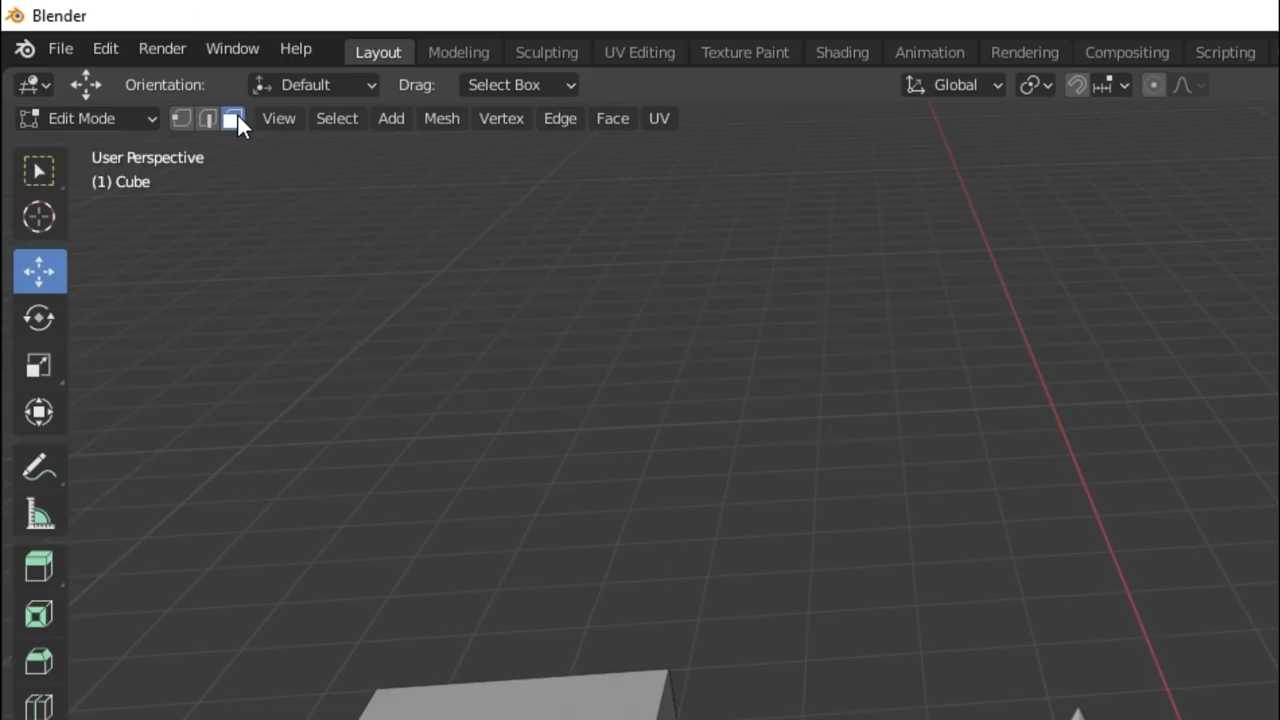 Blender
File Edit Render Window Help Layout Modeling Sculpting UV Editing Texture Paint Shading Animation Rendering Compositing Scripting
Orientation: Default Drag: Select Box Global
Edit Mode View Select Add Mesh Vertex Edge Face UV
User Perspective
(1) Cube